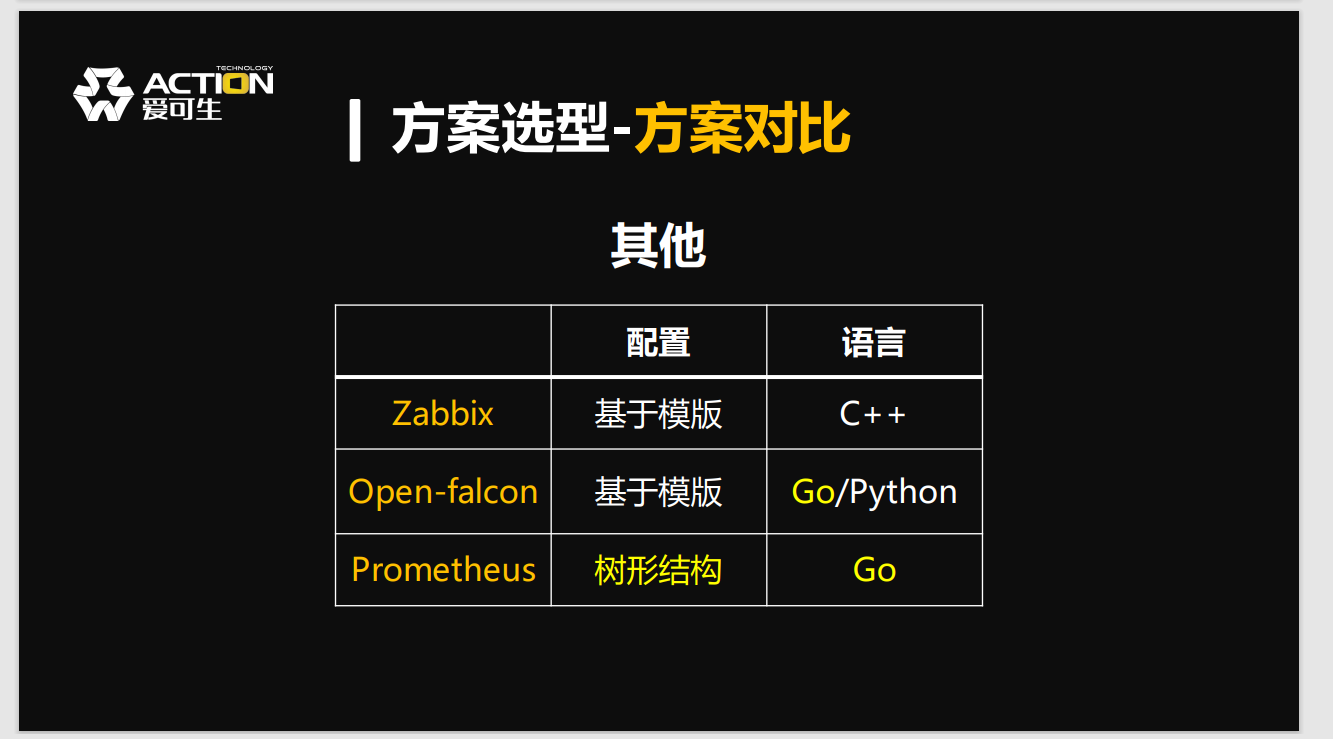 TECHNOLOGY
ACTION
爱可生
方案选型-方案对比
其他
配置 语言
Zabbix 基于模版 C++
Open-falcon 基于模版 Go/Python
Prometheus 树形结构 Go